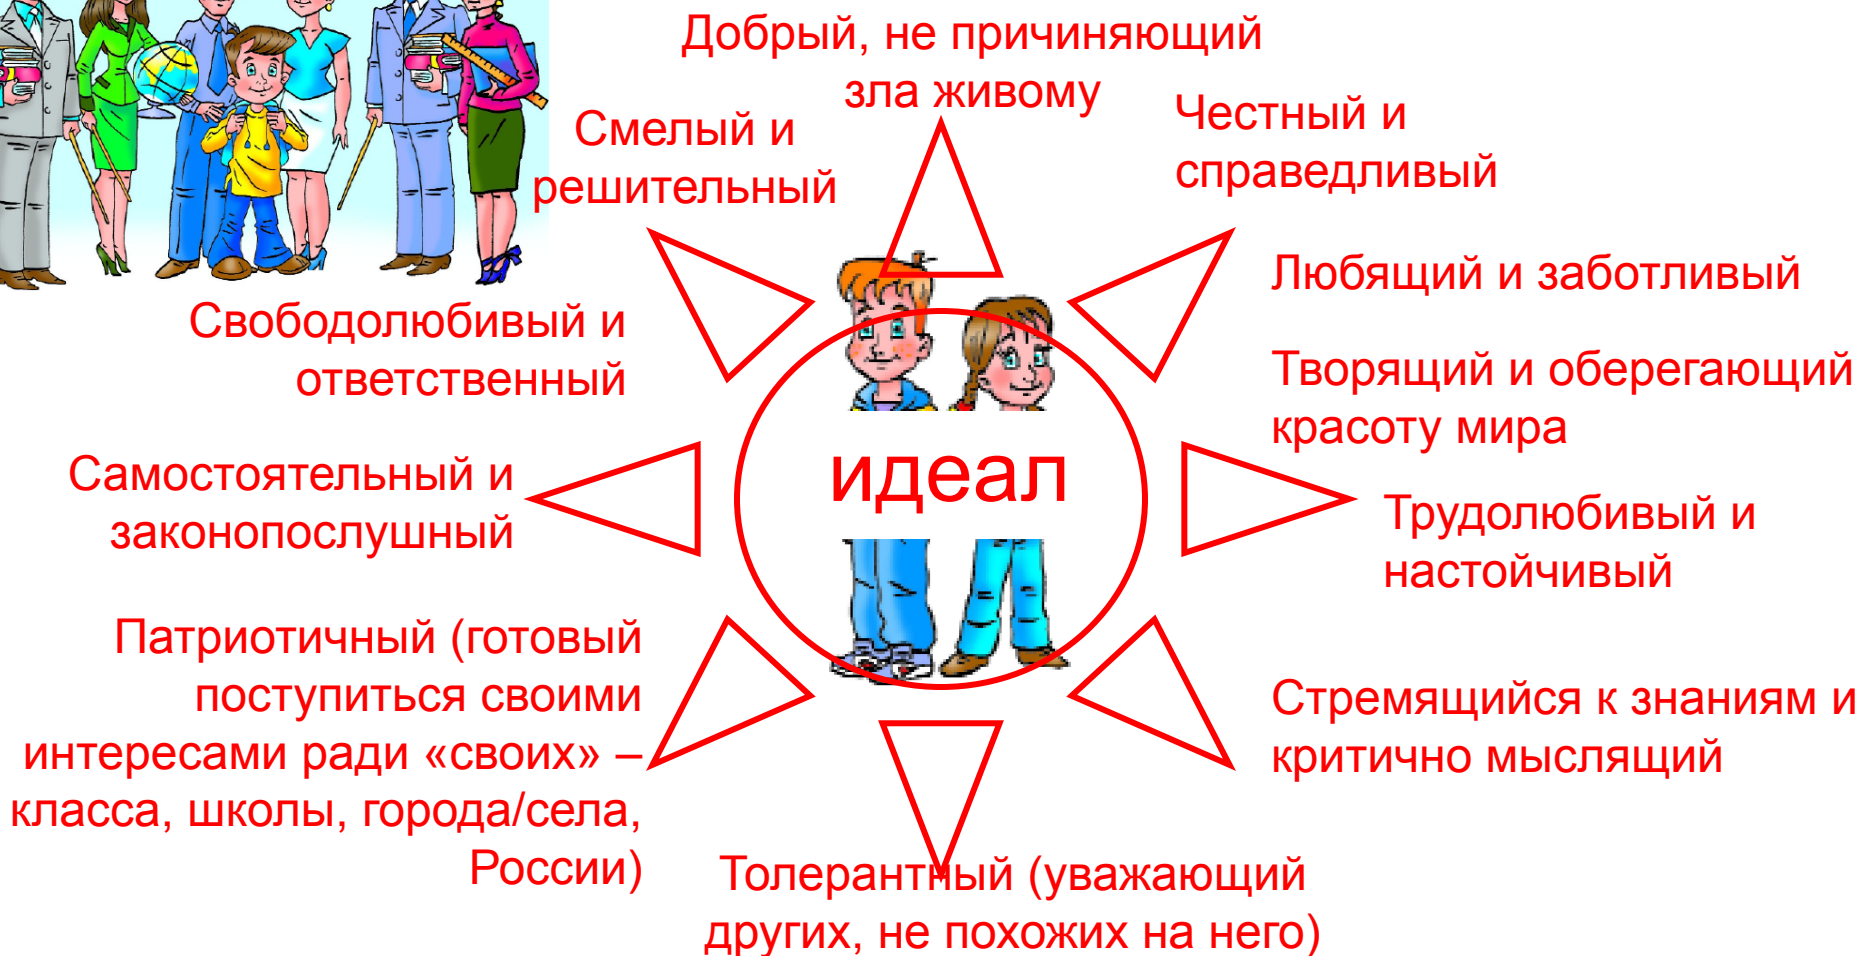 Добрый, не причиняющий
зла живому
Смелый и
решительный
Честный и
справедливый
Любящий и заботливый
Свободолюбивый и
ответственный
Творящий и оберегающий
красоту мира
идеал
Самостоятельный и
законопослушный
Трудолюбивый и
настойчивый
Патриотичный (готовый
поступиться своими
интересами ради «своих» –
класса, школы, города/села,
России)
Стремящийся к знаниям и
критично мыслящий
Толерантный (уважающий
других, не похожих на него)